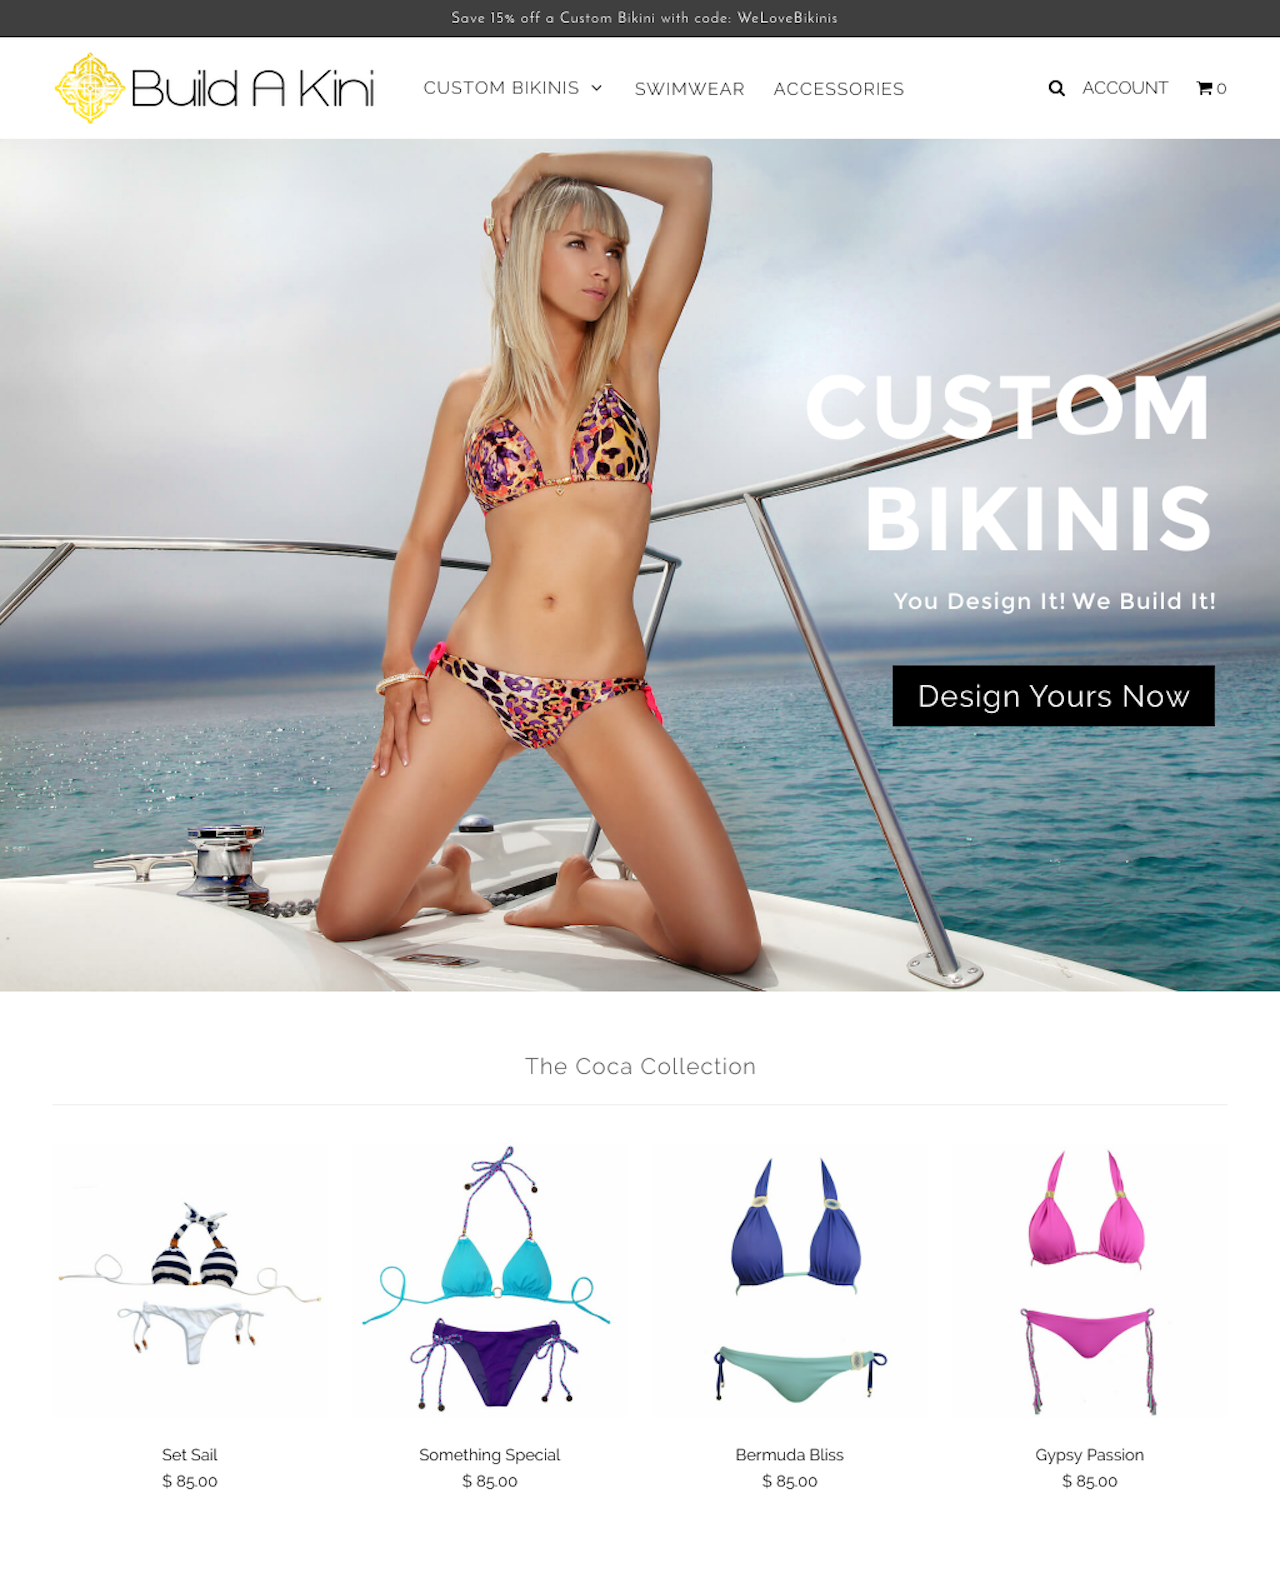 Save 15% off a Custom Bikini with code: WeLoveBikinis
Build A Kini
CUSTOM BIKINIS
SWIMWEAR
ACCESSORIES
ACCOUNT
0
CUSTOM
BIKINIS
You Design It! We Build It!
Design Yours Now
The Coca Collection
Set Sail
$ 85.00
Something Special
$ 85.00
Bermuda Bliss
$ 85.00
Gypsy Passion
$ 85.00